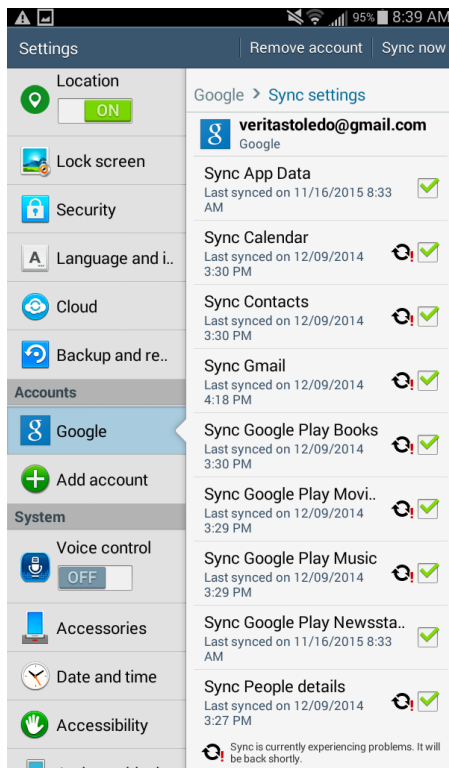 95% 8:39 AM
Settings
Remove account
Sync now
Location
ON
Lock screen
Security
A
Language and i..
Cloud
Backup and re..
Accounts
8
Google
Add account
System
Voice control
OFF
Accessories
Date and time
Accessibility
Google > Sync settings
8
veritastoledo@gmail.com
Google
Sync App Data
Last synced on 11/16/2015 8:33
AM
Sync Calendar
Last synced on 12/09/2014
3:30 PM
Sync Contacts
Last synced on 12/09/2014
3:30 PM
Sync Gmail
Last synced on 12/09/2014
4:18 PM
Sync Google Play Books
Last synced on 12/09/2014
3:30 PM
Sync Google Play Movi..
Last synced on 12/09/2014
3:29 PM
Sync Google Play Music
Last synced on 12/09/2014
3:29 PM
Sync Google Play Newssta..
Last synced on 11/16/2015 8:33
AM
Sync People details
Last synced on 12/09/2014
3:27 PM
Sync is currently experiencing problems. It will
be back shortly.